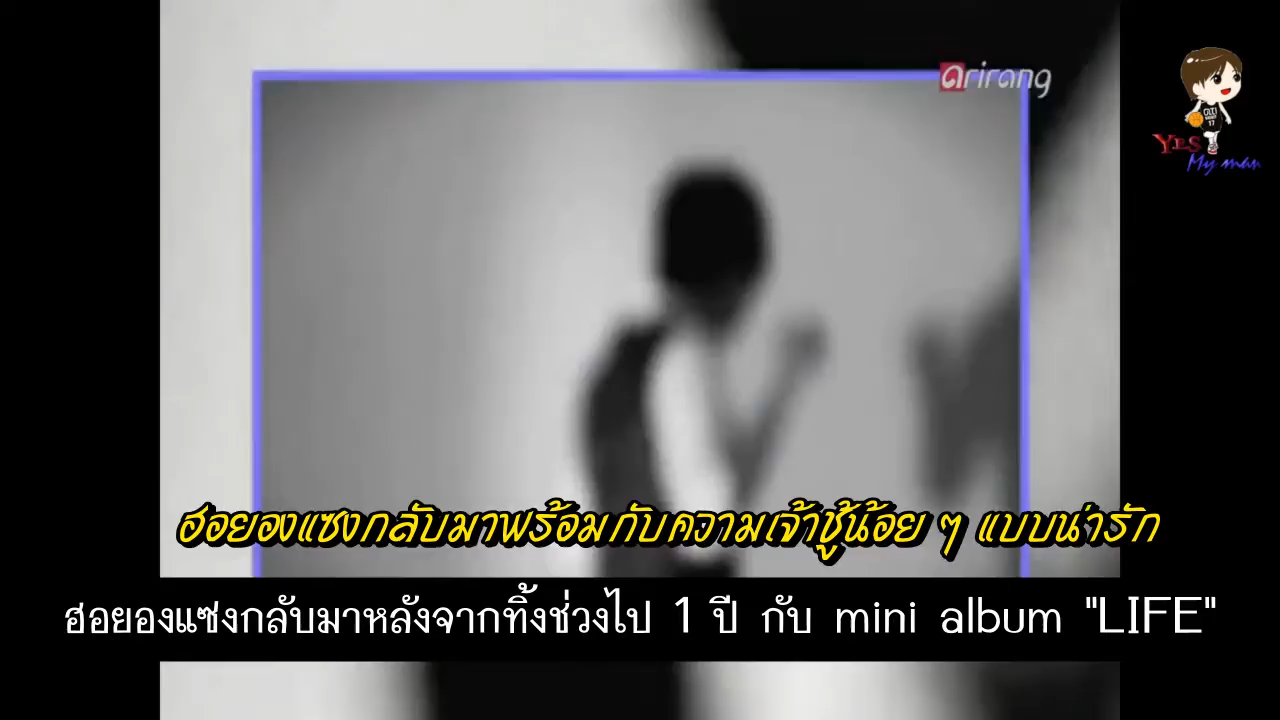 arirang
YES
My man
ฮอยองแซงกลับมาพร้อมกับความเจ้าชู้น้อย ๆ แบบน่ารัก
ฮอยองแซงกลับมาหลังจากทิ้งช่วงไป 1 ปี กับ mini album "LIFE"